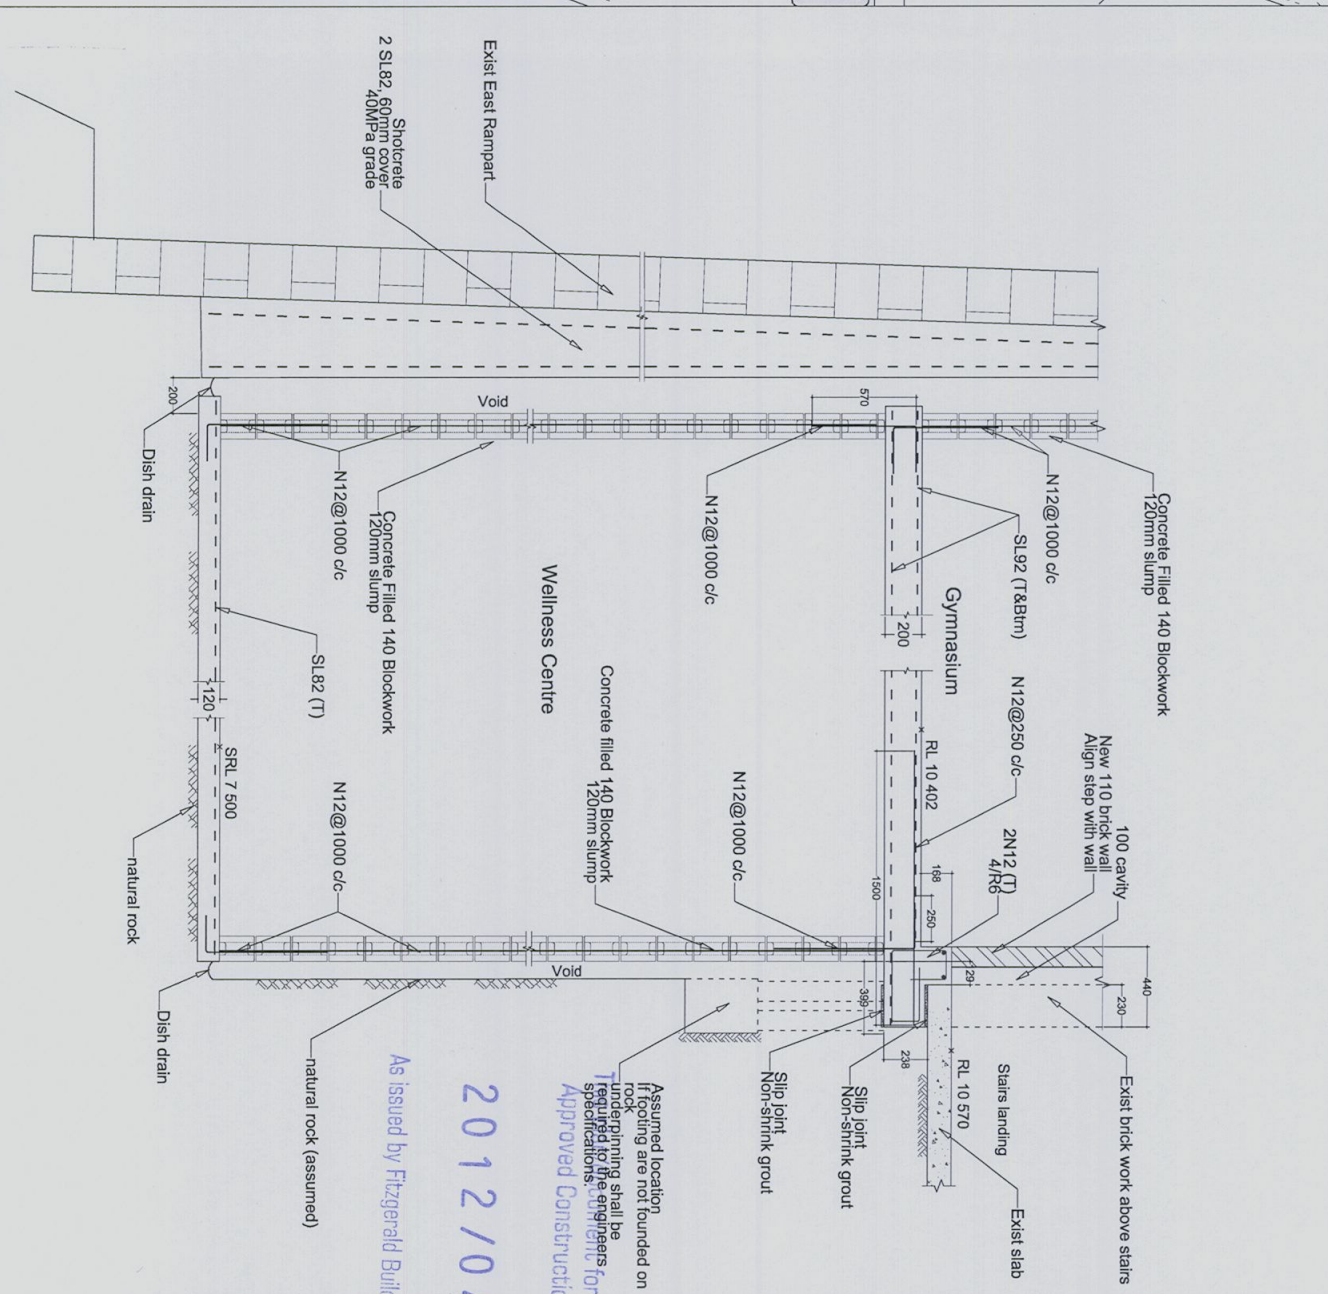 Exist East Rampart
Shotcrete
2 SL82, 60mm cover
40MPa grade
Concrete Filled 140 Blockwork
120mm slump
N12@1000 c/c
SL92 (T&Btm)
Gymnasium
200
570
N12@250 c/c
RL 10 402
New 110 brick wall
Align step with wall
100 cavity
2N12 (T)
4/R6
168
250
1500
440
230
29
399
238
Exist brick work above stairs
Stairs landing
RL 10 570
Exist slab
Slip joint
Non-shrink grout
Slip joint
Non-shrink grout
N12@1000 c/c
N12@1000 c/c
Void
Wellness Centre
Concrete filled 140 Blockwork
120mm slump
Void
Assumed location
If footing are not founded on
rock
underpinning shall be
required to the engineers
specifications.
Concrete Filled 140 Blockwork
120mm slump
N12@1000 c/c
SL82 (T)
N12@1000 c/c
natural rock (assumed)
200
120
SRL 7 500
Dish drain
natural rock
Dish drain
for
Approved Constructi
2012/0
As issued by Fitzgerald Buil